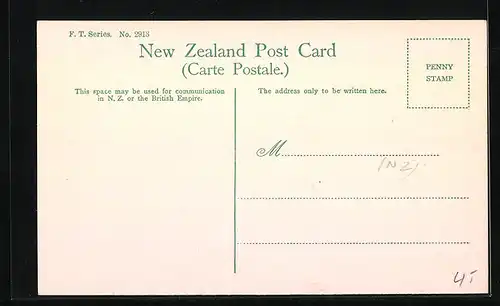 F. T. Series. No. 2913
New Zealand Post Card
(Carte Postale.)
PENNY
STAMP
This space may be used for communication
in N. Z. or the British Empire.
The address only to be written here.
M
(NZ)
4/-